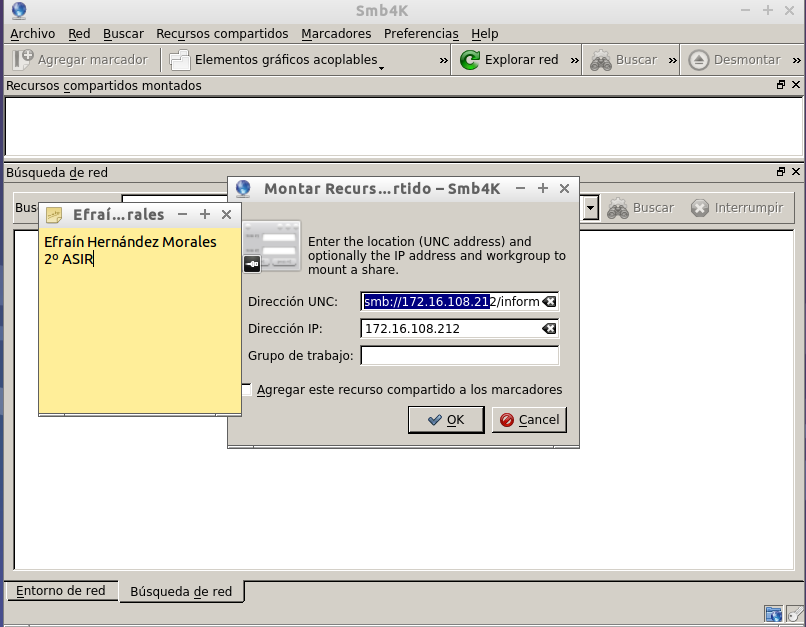 Smb4K
Archivo Red Buscar Recursos compartidos Marcadores Preferencias Help
Agregar marcador Elementos gráficos acoplables » Explorar red » Buscar » Desmontar »
Recursos compartidos montados
Búsqueda de red
Montar Recurs...rtido – Smb4K
Bus
Buscar Interrumpir
Efraí...rales
Efraín Hernández Morales
2º ASIR
Enter the location (UNC address) and
optionally the IP address and workgroup to
mount a share.
Dirección UNC: smb://172.16.108.212/inform
Dirección IP: 172.16.108.212
Grupo de trabajo:
Agregar este recurso compartido a los marcadores
OK Cancel
Entorno de red Búsqueda de red